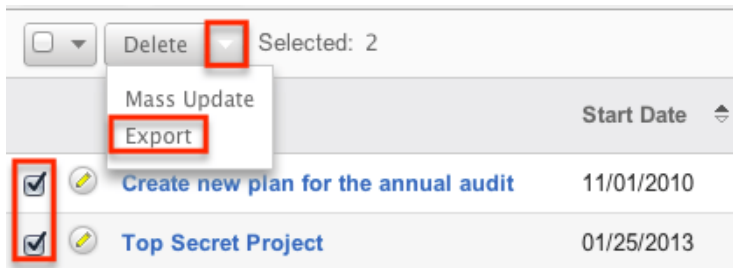 Delete Selected: 2
Mass Update
Export
Start Date
Create new plan for the annual audit 11/01/2010
Top Secret Project 01/25/2013